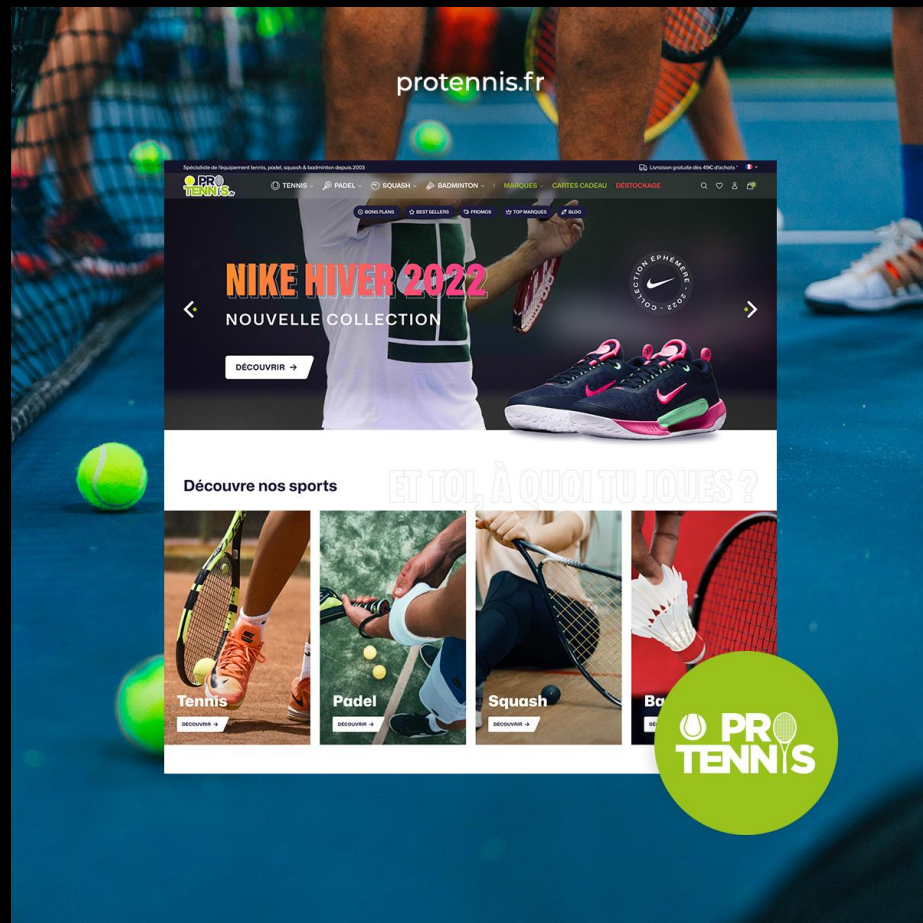 protennis.fr
Spécialiste de l'équipement tennis, padel, squash & badminton depuis 2003
Livraison gratuite dès 49€ d'achats *
PRO TENNIS.fr
TENNIS
PADEL
SQUASH
BADMINTON
MARQUES
CARTES CADEAU
DÉSTOCKAGE
BONS PLANS
BEST SELLERS
PROMOS
TOP MARQUES
BLOG
NIKE HIVER 2022
NOUVELLE COLLECTION
DÉCOUVRIR →
COLLECTION ÉPHÉMÈRE - 2022 -
Découvre nos sports
ET TOI, À QUOI TU JOUES ?
Tennis
DÉCOUVRIR →
Padel
DÉCOUVRIR →
Squash
DÉCOUVRIR →
Ba
PRO
TENNIS